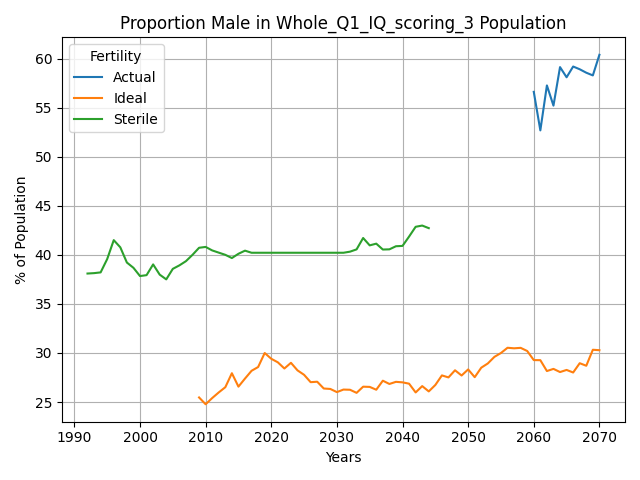 Proportion Male in Whole_Q1_IQ_scoring_3 Population
Fertility
Actual
Ideal
Sterile
% of Population
60
55
50
45
40
35
30
25
1990
2000
2010
2020
2030
2040
2050
2060
2070
Years